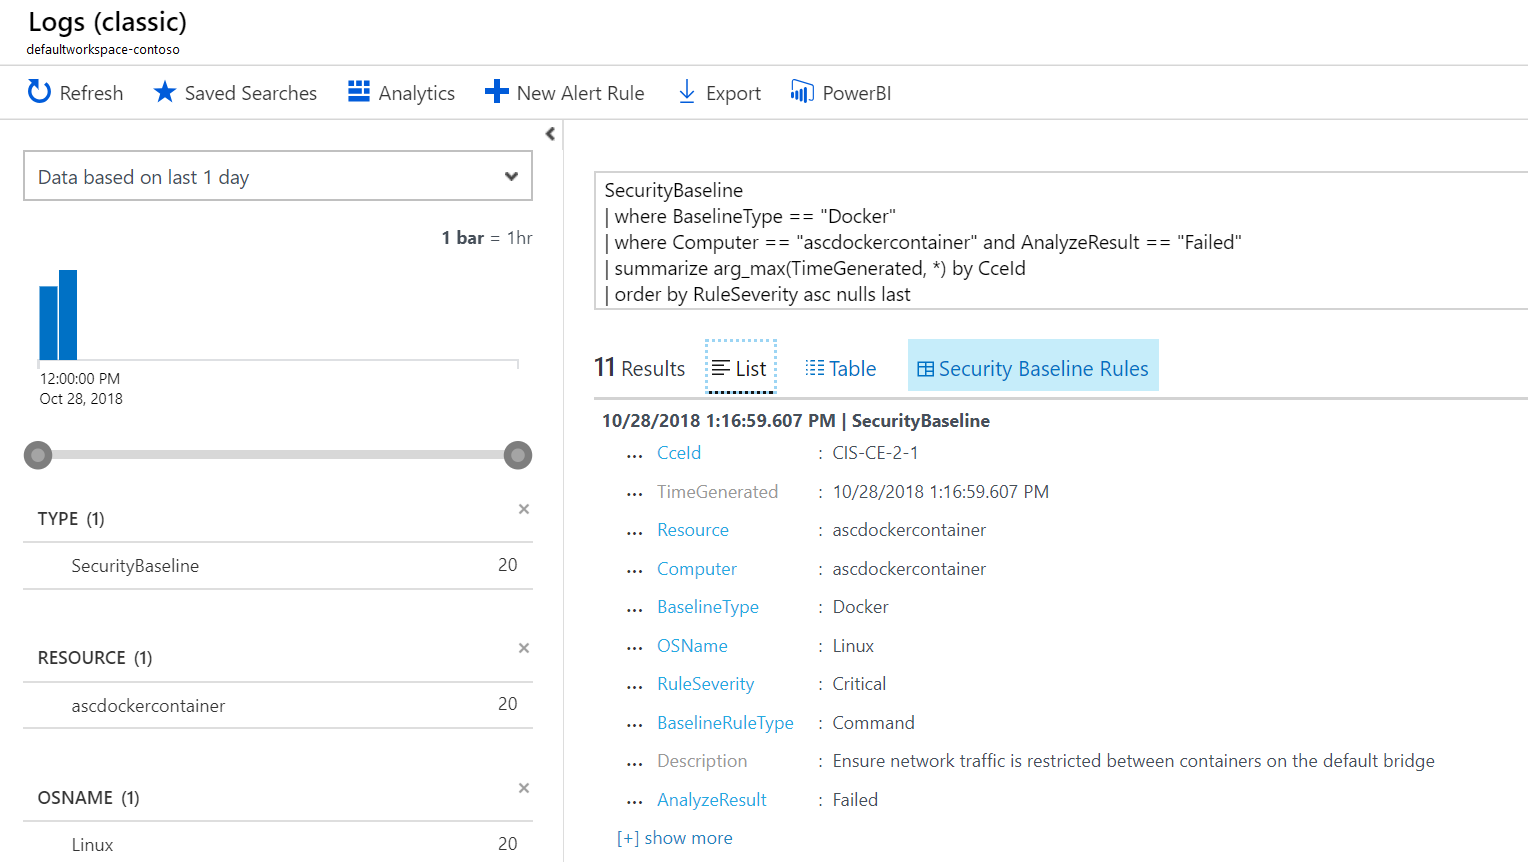 Logs (classic)
defaultworkspace-contoso
Refresh
Saved Searches
Analytics
New Alert Rule
Export
PowerBI
Data based on last 1 day
1 bar = 1hr
12:00:00 PM
Oct 28, 2018
TYPE (1)
SecurityBaseline 20
RESOURCE (1)
ascdockercontainer 20
OSNAME (1)
Linux 20
SecurityBaseline
| where BaselineType == "Docker"
| where Computer == "ascdockercontainer" and AnalyzeResult == "Failed"
| summarize arg_max(TimeGenerated, *) by CceId
| order by RuleSeverity asc nulls last
11 Results List Table Security Baseline Rules
10/28/2018 1:16:59.607 PM | SecurityBaseline
... CceId : CIS-CE-2-1
... TimeGenerated : 10/28/2018 1:16:59.607 PM
... Resource : ascdockercontainer
... Computer : ascdockercontainer
... BaselineType : Docker
... OSName : Linux
... RuleSeverity : Critical
... BaselineRuleType : Command
... Description : Ensure network traffic is restricted between containers on the default bridge
... AnalyzeResult : Failed
[+] show more